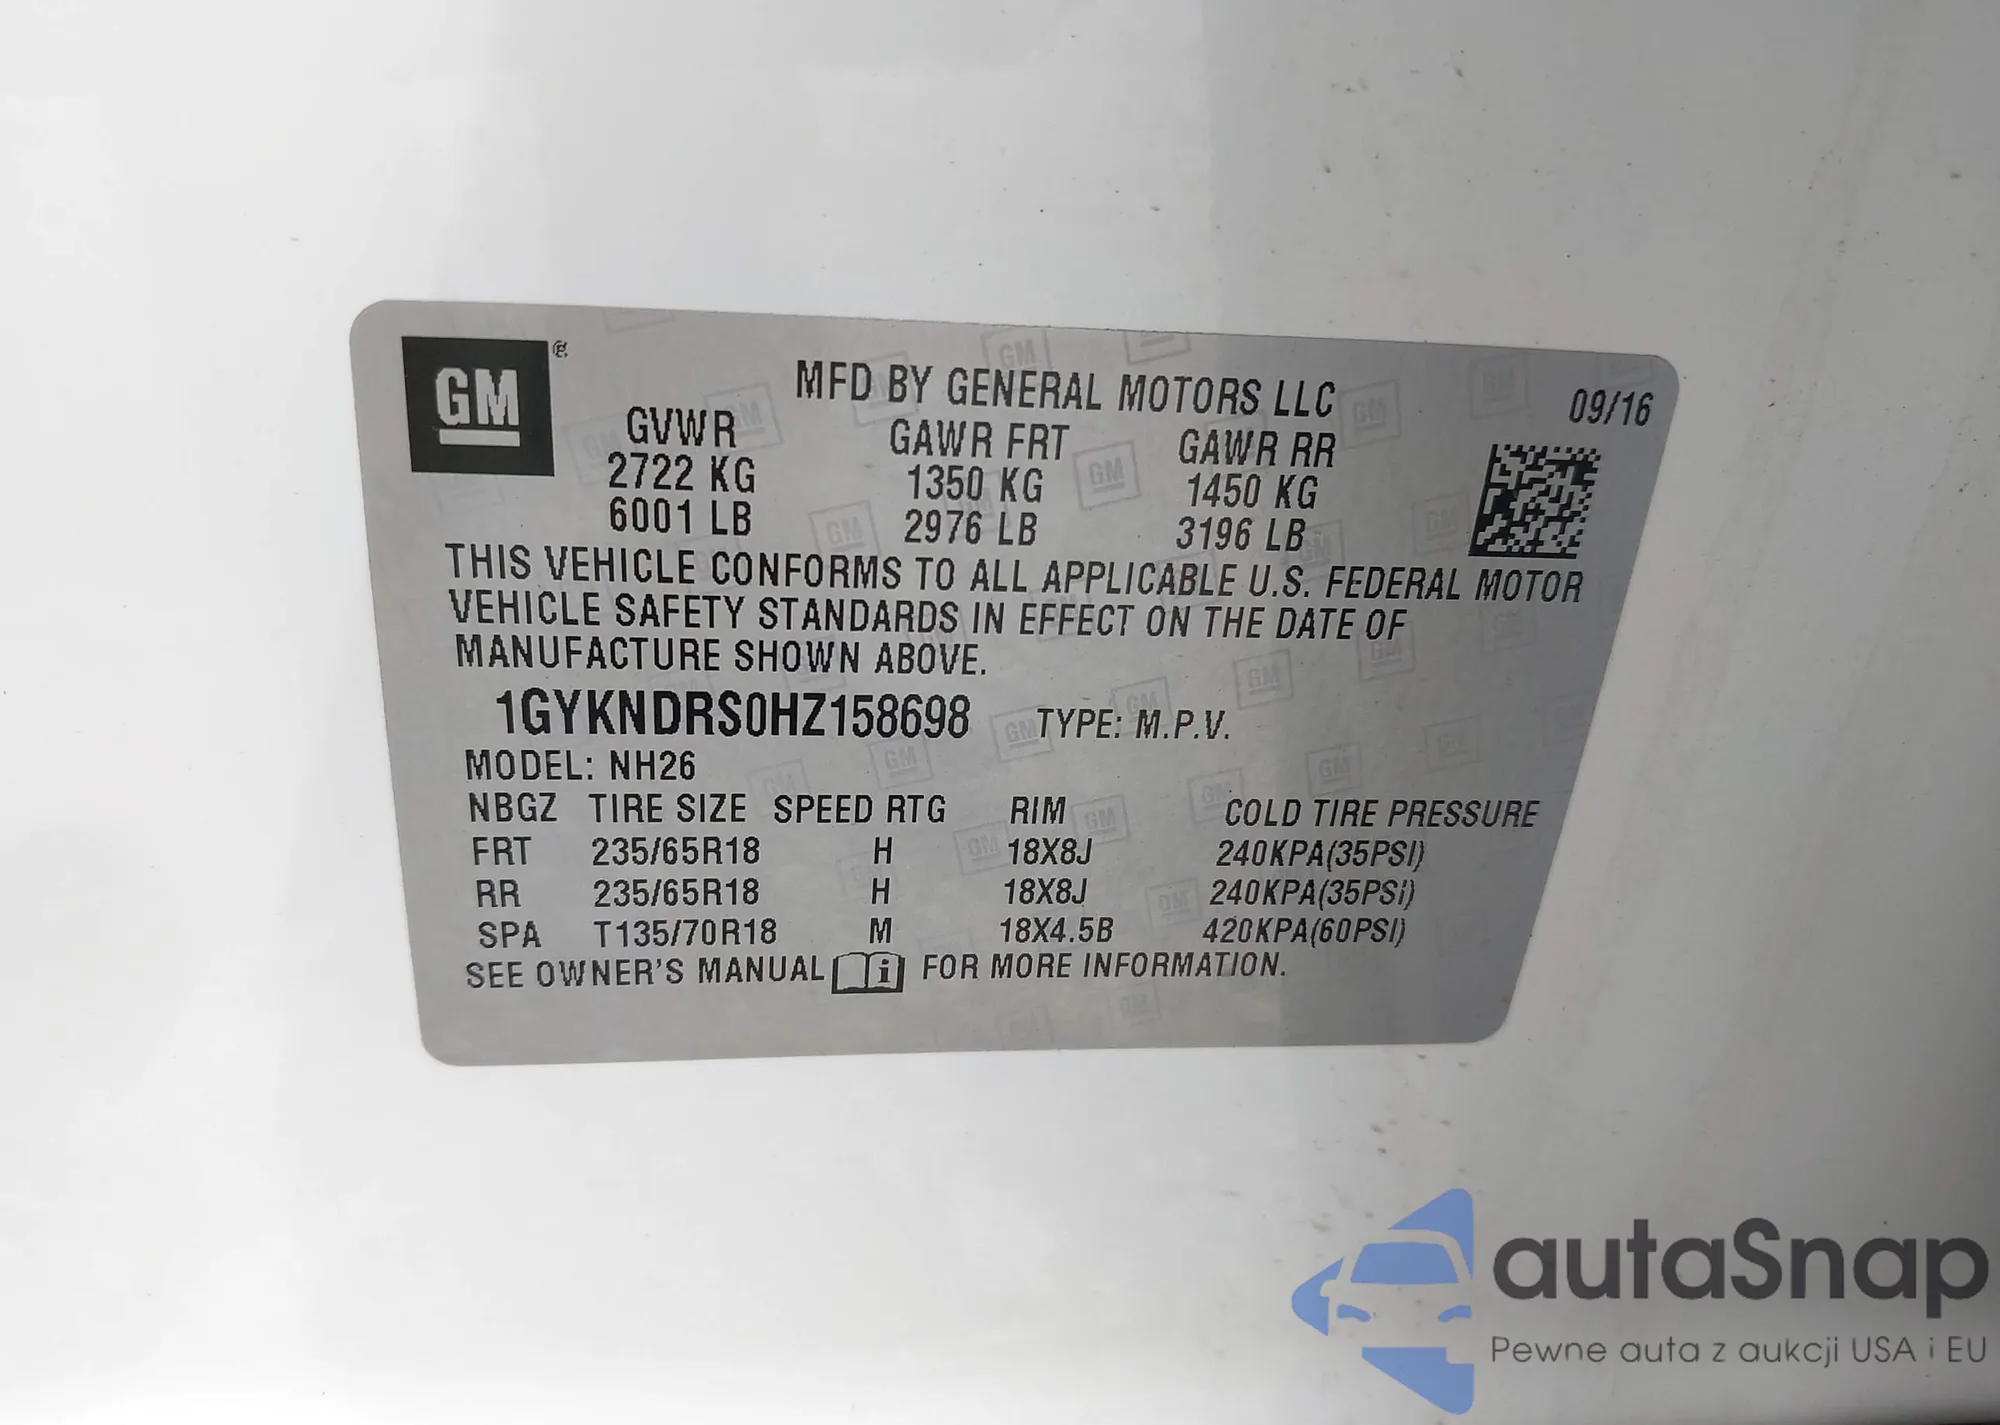 GM
MFD BY GENERAL MOTORS LLC 09/16
GVWR GAWR FRT GAWR RR
2722 KG 1350 KG 1450 KG
6001 LB 2976 LB 3196 LB
THIS VEHICLE CONFORMS TO ALL APPLICABLE U.S. FEDERAL MOTOR
VEHICLE SAFETY STANDARDS IN EFFECT ON THE DATE OF
MANUFACTURE SHOWN ABOVE.
1GYKNDRS0HZ158698 TYPE: M.P.V.
MODEL: NH26
NBGZ TIRE SIZE SPEED RTG RIM COLD TIRE PRESSURE
FRT 235/65R18 H 18X8J 240KPA(35PSI)
RR 235/65R18 H 18X8J 240KPA(35PSI)
SPA T135/70R18 M 18X4.5B 420KPA(60PSI)
SEE OWNER'S MANUAL i FOR MORE INFORMATION.
autaSnap
Pewne auta z aukcji USA i EU